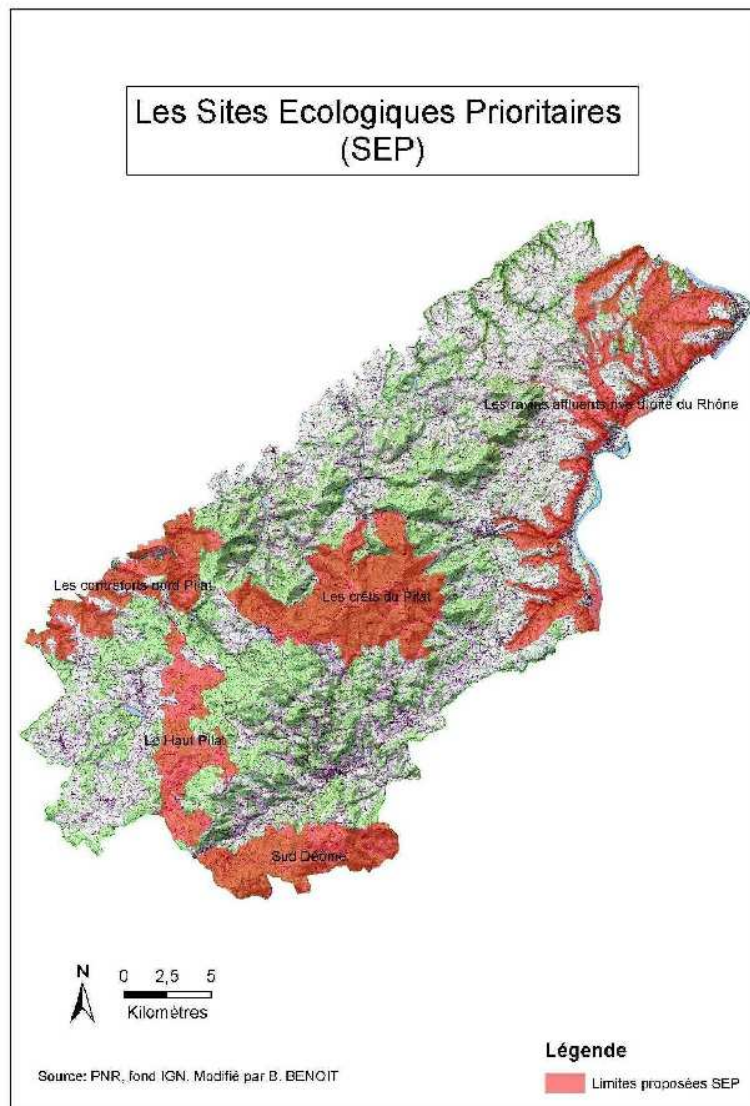 Les Sites Ecologiques Prioritaires
(SEP)
Les ravins affluents rive droite du Rhône
Les contreforts nord Pilat
Les crêts du Pilat
Le Haut Pilat
Sud Déôme
N
0 2,5 5
Kilomètres
Légende
Source: PNR, fond IGN. Modifié par B. BENOIT
Limites proposées SEP